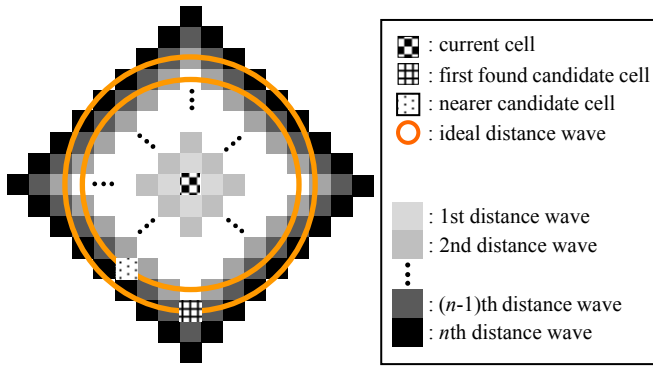 : current cell
: first found candidate cell
: nearer candidate cell
: ideal distance wave
: 1st distance wave
: 2nd distance wave
: (n-1)th distance wave
: nth distance wave